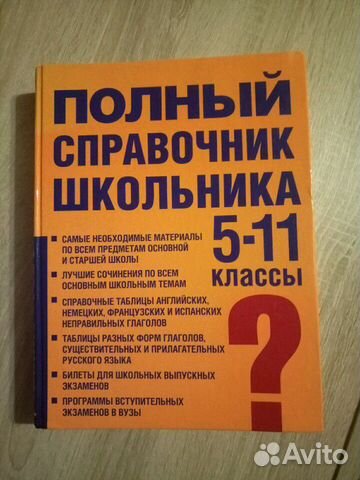 ПОЛНЫЙ
СПРАВОЧНИК
ШКОЛЬНИКА
5-11
КЛАССЫ
САМЫЕ НЕОБХОДИМЫЕ МАТЕРИАЛЫ
ПО ВСЕМ ПРЕДМЕТАМ ОСНОВНОЙ
И СТАРШЕЙ ШКОЛЫ
ЛУЧШИЕ СОЧИНЕНИЯ ПО ВСЕМ
ОСНОВНЫМ ШКОЛЬНЫМ ТЕМАМ
СПРАВОЧНЫЕ ТАБЛИЦЫ АНГЛИЙСКИХ,
НЕМЕЦКИХ, ФРАНЦУЗСКИХ И ИСПАНСКИХ
НЕПРАВИЛЬНЫХ ГЛАГОЛОВ
ТАБЛИЦЫ РАЗНЫХ ФОРМ ГЛАГОЛОВ,
СУЩЕСТВИТЕЛЬНЫХ И ПРИЛАГАТЕЛЬНЫХ
РУССКОГО ЯЗЫКА
БИЛЕТЫ ДЛЯ ШКОЛЬНЫХ ВЫПУСКНЫХ
ЭКЗАМЕНОВ
ПРОГРАММЫ ВСТУПИТЕЛЬНЫХ
ЭКЗАМЕНОВ В ВУЗЫ
?
Avito